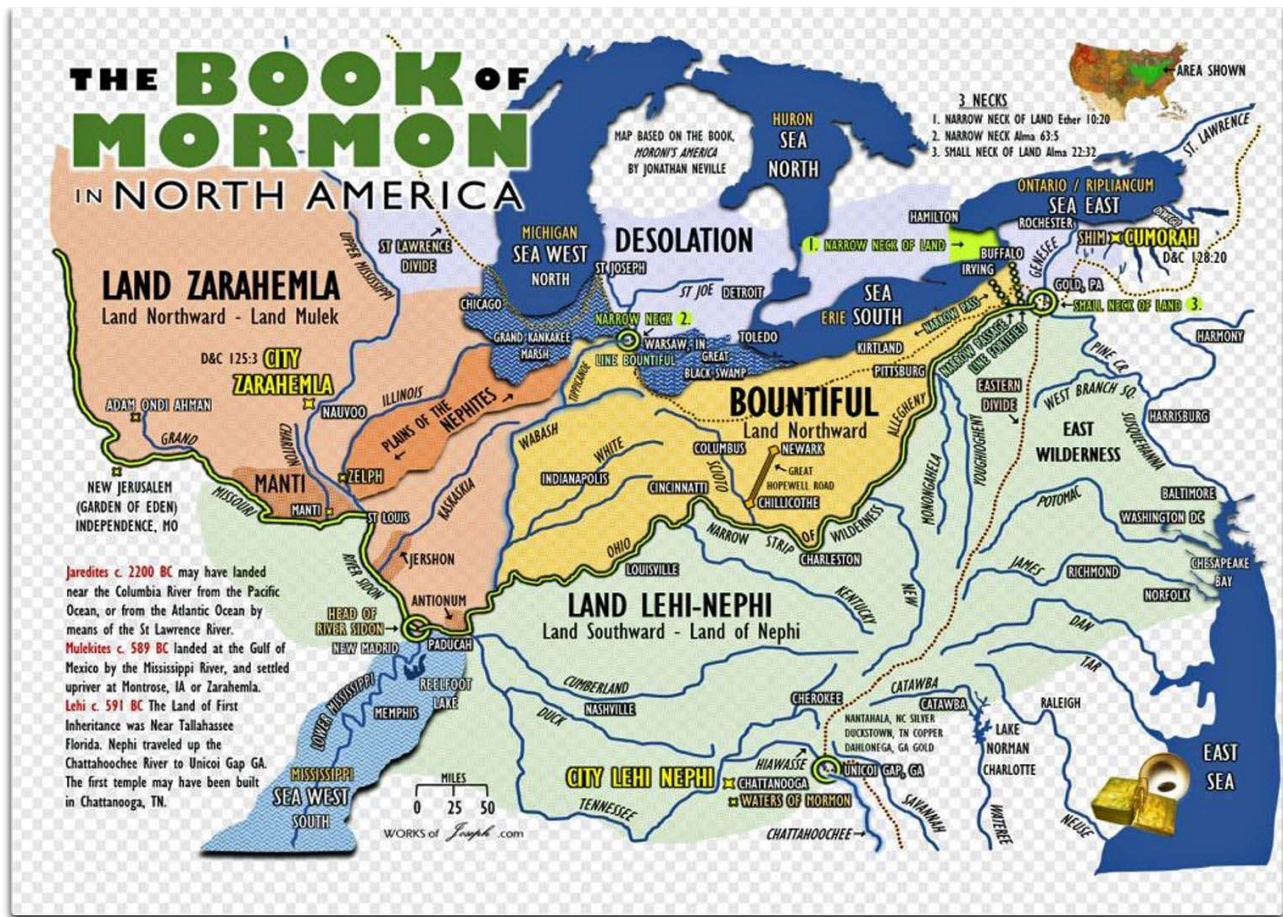 THE BOOK OF
MORMON
IN NORTH AMERICA
MAP BASED ON THE BOOK,
MORONI'S AMERICA
BY JONATHAN NEVILLE
HURON
SEA
NORTH
3 NECKS
1. NARROW NECK OF LAND Ether 10:20
2. NARROW NECK Alma 63:5
3. SMALL NECK OF LAND Alma 22:32
AREA SHOWN
ST. LAWRENCE
ONTARIO / RIPLIANCUM
SEA EAST
HAMILTON
ROCHESTER
OSWEGO
SHIM
CUMORAH
D&C 128:20
GENESEE
1. NARROW NECK OF LAND
BUFFALO
IRVING
GOLD, PA
SMALL NECK OF LAND 3.
UPPER MISSISSIPPI
ST LAWRENCE
DIVIDE
MICHIGAN
SEA WEST
NORTH
DESOLATION
ST JOSEPH
ST JOE
DETROIT
SEA
ERIE SOUTH
NARROW PASS
LAND ZARAHEMLA
Land Northward - Land Mulek
CHICAGO
GRAND KANKAKEE
MARSH
NARROW NECK 2.
WARSAW, IN
LINE BOUNTIFUL
GREAT
BLACK SWAMP
TOLEDO
KIRTLAND
PITTSBURG
NARROW PASSAGE
LINE FORTIFIED
HARMONY
PINE CR.
D&C 125:3 CITY
ZARAHEMLA
ADAM ONDI AHMAN
NAUVOO
ILLINOIS
PLAINS OF THE
NEPHITES
TIPPICANOE
BOUNTIFUL
Land Northward
ALLEGHENY
EASTERN
DIVIDE
WEST BRANCH SQ.
SUSQUEHANNA
HARRISBURG
GRAND
CHARITON
ZELPH
WABASH
WHITE
COLUMBUS
NEWARK
SCIOTO
GREAT
HOPEWELL ROAD
CHILLICOTHE
INDIANAPOLIS
CINCINNATI
MONONGAHELA
YOUGHIOGHENY
EAST
WILDERNESS
NEW JERUSALEM
(GARDEN OF EDEN)
INDEPENDENCE, MO
MISSOURI
MANTI
MANTI
ST LOUIS
KASKASKIA
POTOMAC
BALTIMORE
WASHINGTON DC
CHESAPEAKE
BAY
OHIO
NARROW STRIP OF WILDERNESS
CHARLESTON
LOUISVILLE
JERSHON
RIVER SIDON
JAMES
RICHMOND
NORFOLK
Jaredites c. 2200 BC may have landed
near the Columbia River from the Pacific
Ocean, or from the Atlantic Ocean by
means of the St Lawrence River.
Mulekites c. 589 BC landed at the Gulf of
Mexico by the Mississippi River, and settled
upriver at Montrose, IA or Zarahemla.
Lehi c. 591 BC The Land of First
Inheritance was Near Tallahassee
Florida. Nephi traveled up the
Chattahoochee River to Unicoi Gap GA.
The first temple may have been built
in Chattanooga, TN.
ANTIONUM
HEAD OF
RIVER SIDON
NEW MADRID
PADUCAH
LAND LEHI-NEPHI
Land Southward - Land of Nephi
KENTUCKY
NEW
DAN
TAR
REELFOOT
LAKE
LOWER MISSISSIPPI
MEMPHIS
CUMBERLAND
NASHVILLE
DUCK
CHEROKEE
CATAWBA
CATAWBA
RALEIGH
NANTAHALA, NC SILVER
DUCKSTOWN, TN COPPER
DAHLONEGA, GA GOLD
LAKE
NORMAN
CHARLOTTE
EAST
SEA
MISSISSIPPI
SEA WEST
SOUTH
MILES
0 25 50
WORKS of Joseph .com
CITY LEHI NEPHI
HIAWASSE
CHATTANOOGA
WATERS OF MORMON
UNICOI GAP, GA
TENNESSEE
CHATTAHOOCHEE
SAVANNAH
WATEREE
NEUSE